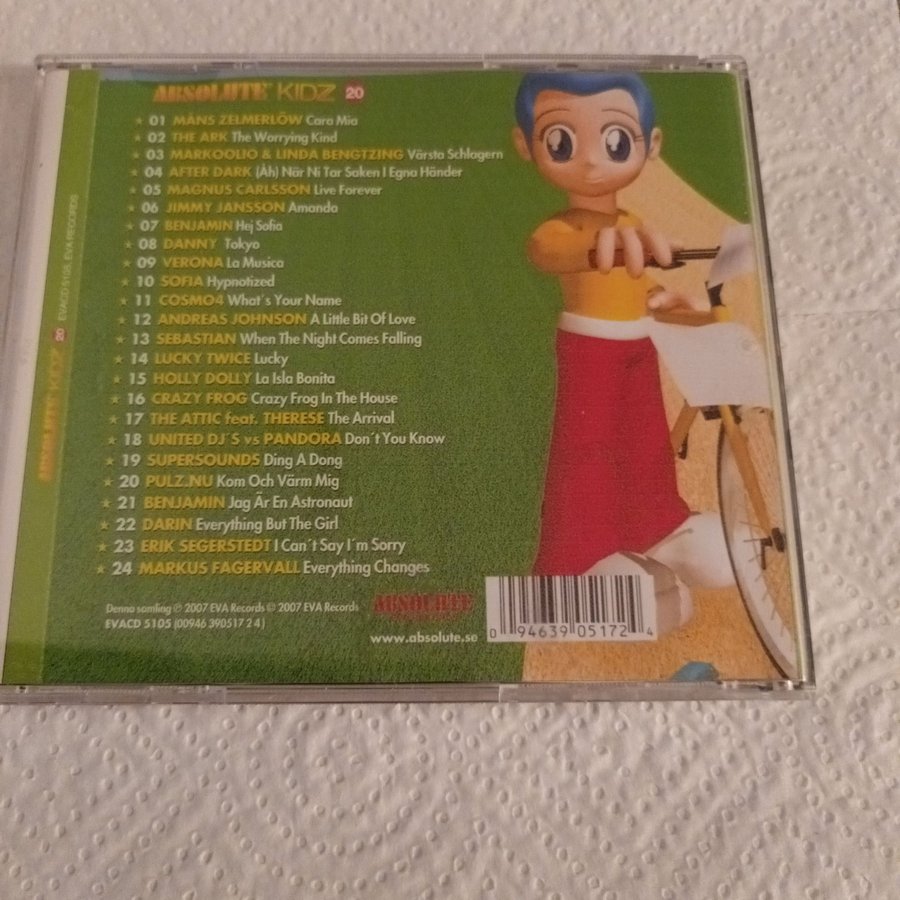 ABSOLUTE KIDZ 20
★ 01 MÅNS ZELMERLÖW Cara Mia
★ 02 THE ARK The Worrying Kind
★ 03 MARKOOLIO & LINDA BENGTZING Värsta Schlagern
★ 04 AFTER DARK (Åh) När Ni Tar Saken I Egna Händer
★ 05 MAGNUS CARLSSON Live Forever
★ 06 JIMMY JANSSON Amanda
★ 07 BENJAMIN Hej Sofia
★ 08 DANNY Tokyo
★ 09 VERONA La Musica
★ 10 SOFIA Hypnotized
★ 11 COSMO4 What´s Your Name
★ 12 ANDREAS JOHNSON A Little Bit Of Love
★ 13 SEBASTIAN When The Night Comes Falling
★ 14 LUCKY TWICE Lucky
★ 15 HOLLY DOLLY La Isla Bonita
★ 16 CRAZY FROG Crazy Frog In The House
★ 17 THE ATTIC feat. THERESE The Arrival
★ 18 UNITED DJ´S vs PANDORA Don´t You Know
★ 19 SUPERSOUNDS Ding A Dong
★ 20 PULZ.NU Kom Och Värm Mig
★ 21 BENJAMIN Jag Är En Astronaut
★ 22 DARIN Everything But The Girl
★ 23 ERIK SEGERSTEDT I Can´t Say I´m Sorry
★ 24 MARKUS FAGERVALL Everything Changes
Denna samling ℗ 2007 EVA Records © 2007 EVA Records
EVACD 5105 (00946 390517 2 4)
ABSOLUTE
www.absolute.se
0 94639 05172 4
ABSOLUTE KIDZ 20 EVACD 5105, EVA RECORDS